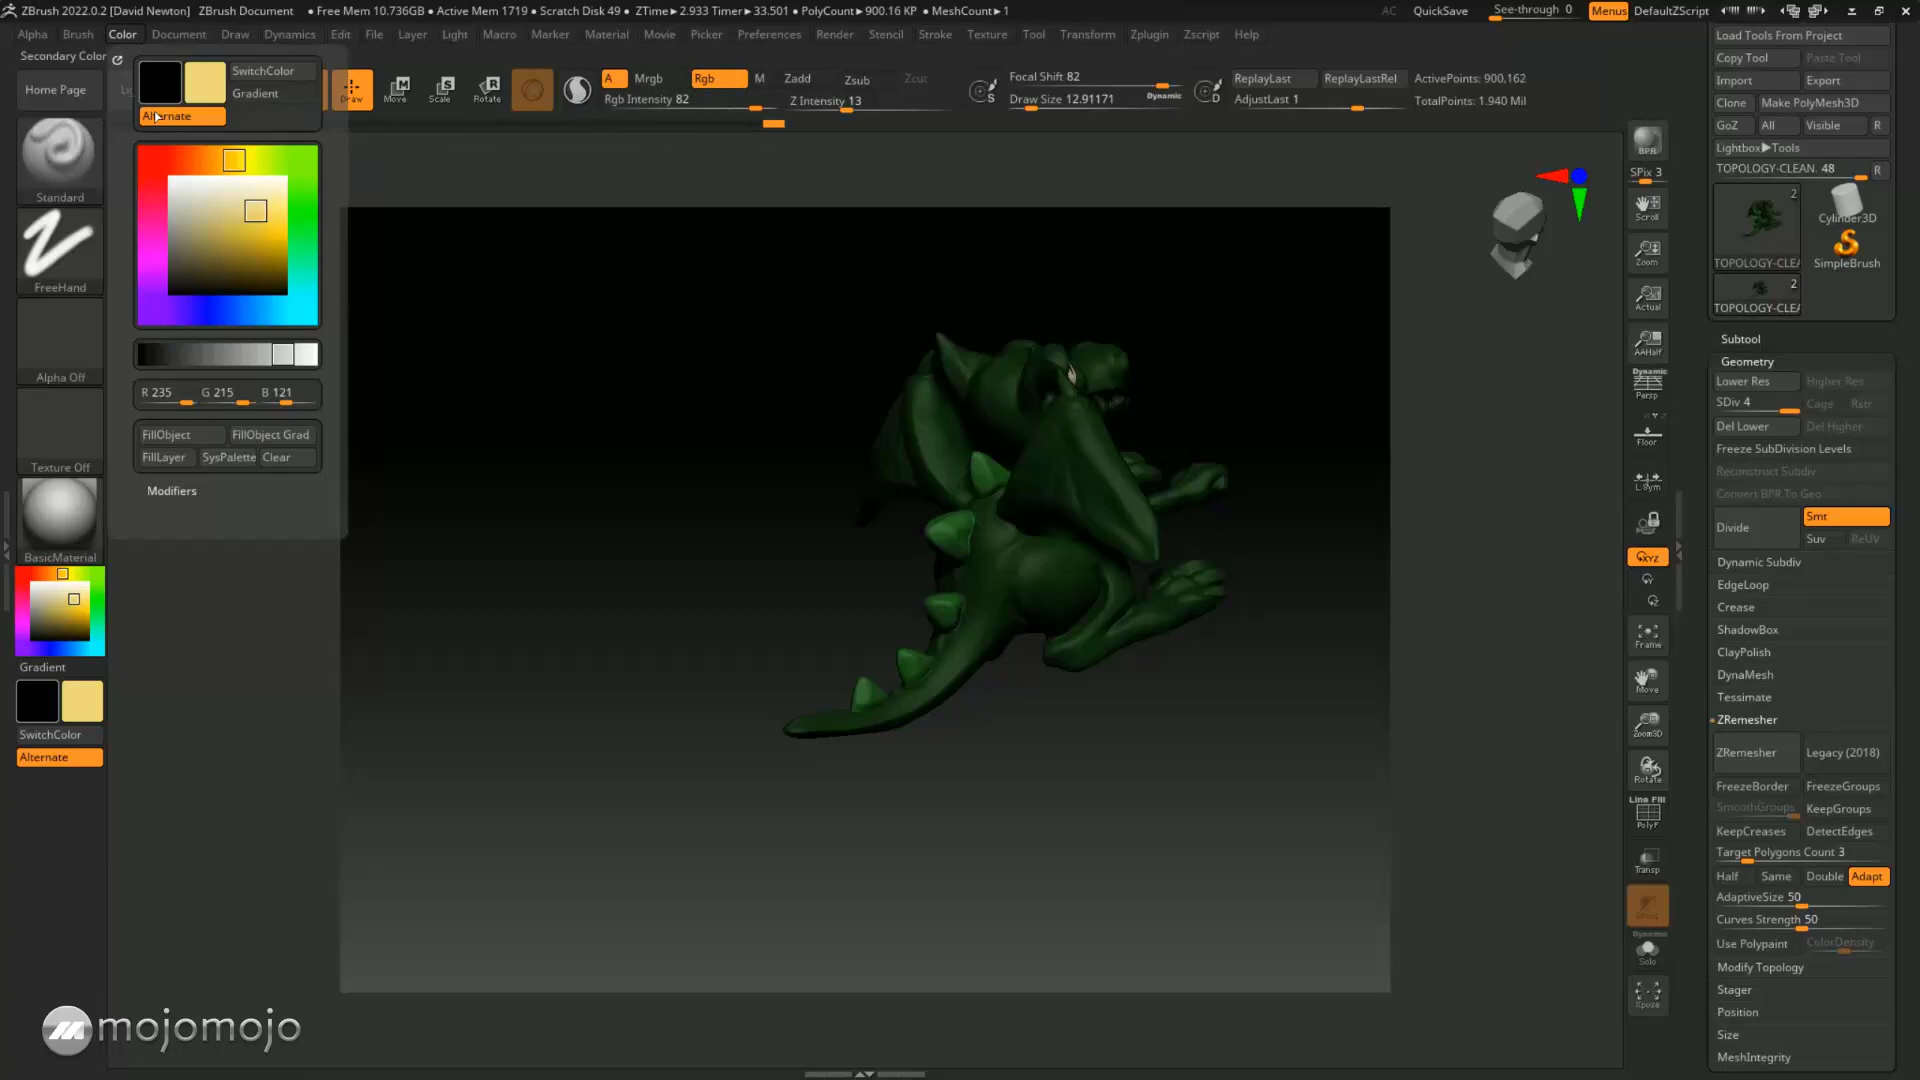 ZBrush 2022.0.2 [David Newton] ZBrush Document • Free Mem 10.736GB • Active Mem 1719 • Scratch Disk 49 • ZTime▶2.933 Timer▶33.501 • PolyCount▶900.16 KP • MeshCount▶1 AC QuickSave See-through 0 Menus DefaultZScript
Alpha Brush Color Document Draw Dynamics Edit File Layer Light Macro Marker Material Movie Picker Preferences Render Stencil Stroke Texture Tool Transform Zplugin Zscript Help
Secondary Color
Home Page
SwitchColor
Gradient
Alternate
Draw Move Scale Rotate
A Mrgb Rgb M Zadd Zsub Zcut
Rgb Intensity 82 Z Intensity 13
S Focal Shift 82
Draw Size 12.91171 Dynamic D
ReplayLast ReplayLastRel ActivePoints: 900,162
AdjustLast 1 TotalPoints: 1.940 Mil
Standard
FreeHand
Alpha Off
Texture Off
BasicMaterial
Gradient
SwitchColor
Alternate
R 235 G 215 B 121
FillObject FillObject Grad
FillLayer SysPalette Clear
Modifiers
BPR
SPix 3
Scroll
Zoom
Actual
AAHalf
Dynamic
Persp
Floor
L.Sym
XYZ
Frame
Move
Zoom3D
Rotate
Line Fill
PolyF
Transp
Dynamic
Solo
Xpose
Load Tools From Project
Copy Tool Paste Tool
Import Export
Clone Make PolyMesh3D
GoZ All Visible R
Lightbox▶Tools
TOPOLOGY-CLEAN. 48 R
2
Cylinder3D
TOPOLOGY-CLEA SimpleBrush
2
TOPOLOGY-CLEA
Subtool
Geometry
Lower Res Higher Res
SDiv 4 Cage Rstr
Del Lower Del Higher
Freeze SubDivision Levels
Reconstruct Subdiv
Convert BPR To Geo
Divide Smt
Suv ReUV
Dynamic Subdiv
EdgeLoop
Crease
ShadowBox
ClayPolish
DynaMesh
Tessimate
ZRemesher
ZRemesher Legacy (2018)
FreezeBorder FreezeGroups
SmoothGroups KeepGroups
KeepCreases DetectEdges
Target Polygons Count 3
Half Same Double Adapt
AdaptiveSize 50
Curves Strength 50
Use Polypaint ColorDensity
Modify Topology
Stager
Position
Size
MeshIntegrity
mojomojo